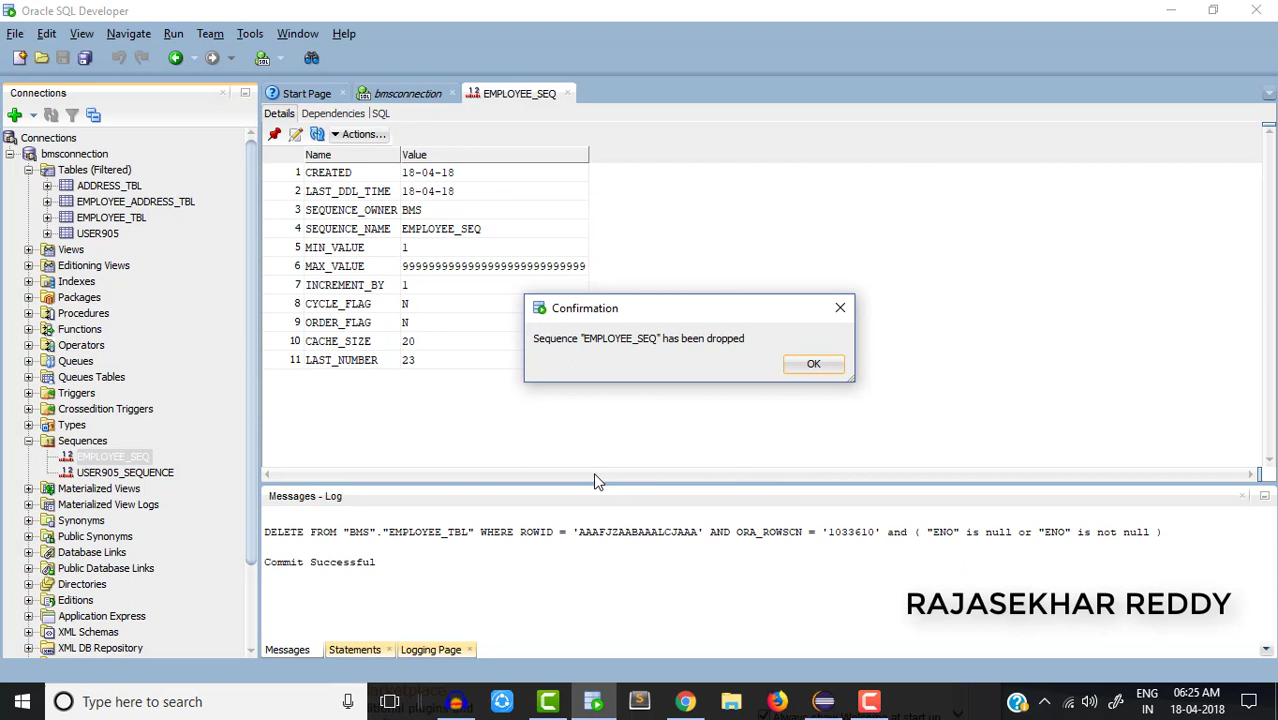 Oracle SQL Developer
File Edit View Navigate Run Team Tools Window Help
Connections
Start Page
bmsconnection
EMPLOYEE_SEQ
Details Dependencies SQL
Actions...
Connections
bmsconnection
Tables (Filtered)
ADDRESS_TBL
EMPLOYEE_ADDRESS_TBL
EMPLOYEE_TBL
USER905
Views
Editioning Views
Indexes
Packages
Procedures
Functions
Operators
Queues
Queues Tables
Triggers
Crossedition Triggers
Types
Sequences
EMPLOYEE_SEQ
USER905_SEQUENCE
Materialized Views
Materialized View Logs
Synonyms
Public Synonyms
Database Links
Public Database Links
Directories
Editions
Application Express
XML Schemas
XML DB Repository
Name Value
1 CREATED 18-04-18
2 LAST_DDL_TIME 18-04-18
3 SEQUENCE_OWNER BMS
4 SEQUENCE_NAME EMPLOYEE_SEQ
5 MIN_VALUE 1
6 MAX_VALUE 9999999999999999999999999999
7 INCREMENT_BY 1
8 CYCLE_FLAG N
9 ORDER_FLAG N
10 CACHE_SIZE 20
11 LAST_NUMBER 23
Confirmation
Sequence "EMPLOYEE_SEQ" has been dropped
OK
Messages - Log
DELETE FROM "BMS"."EMPLOYEE_TBL" WHERE ROWID = 'AAAFJZAABAAALCJAAA' AND ORA_ROWSCN = '1033610' and ( "ENO" is null or "ENO" is not null )
Commit Successful
RAJASEKHAR REDDY
Messages Statements Logging Page
Type here to search
ENG
IN
06:25 AM
18-04-2018